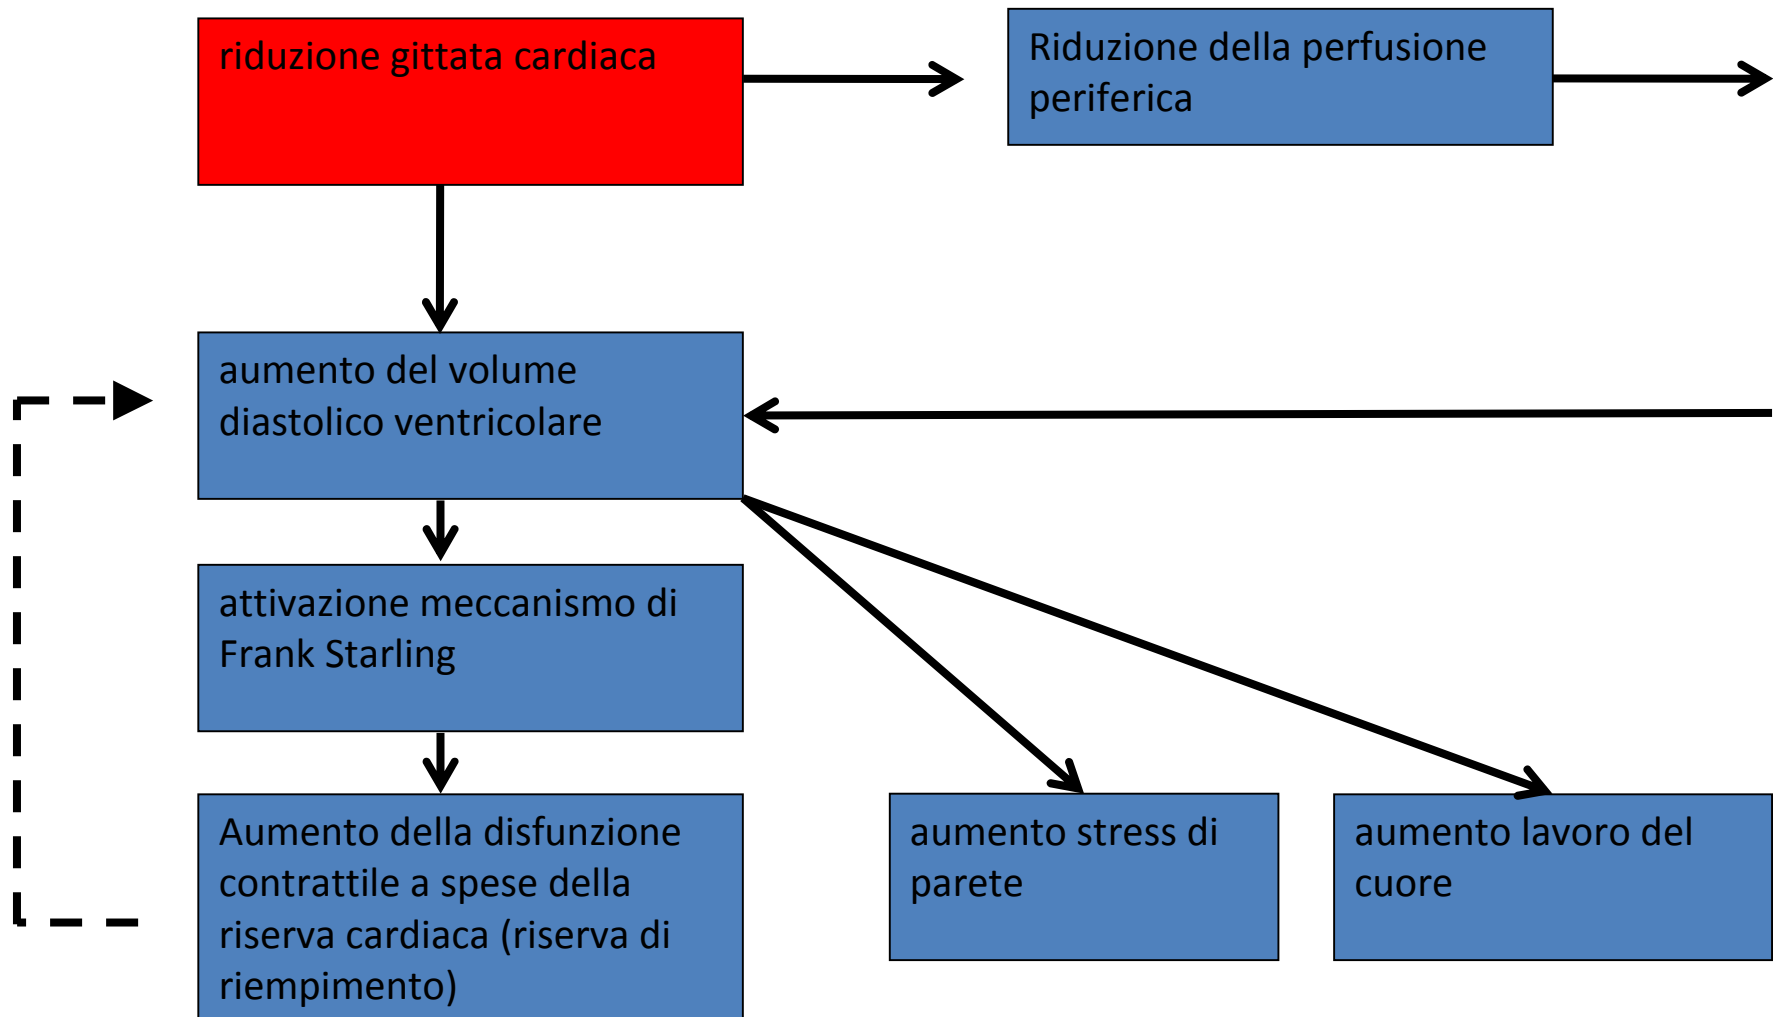 riduzione gittata cardiaca
Riduzione della perfusione
periferica
aumento del volume
diastolico ventricolare
attivazione meccanismo di
Frank Starling
Aumento della disfunzione
contrattile a spese della
riserva cardiaca (riserva di
riempimento)
aumento stress di
parete
aumento lavoro del
cuore